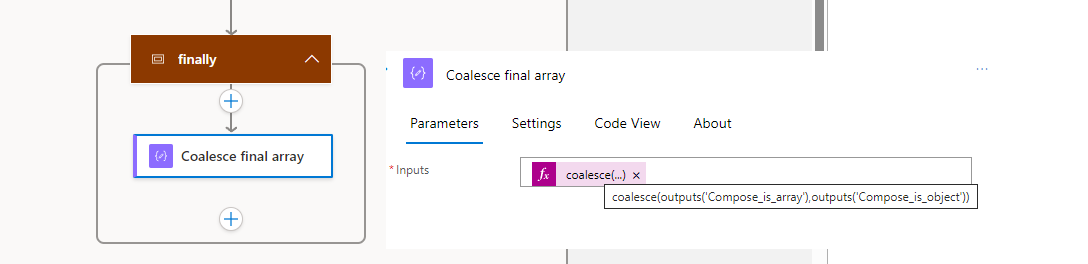 finally
Coalesce final array
Coalesce final array
...
Parameters Settings Code View About
*Inputs
fx coalesce(...) ×
coalesce(outputs('Compose_is_array'),outputs('Compose_is_object'))